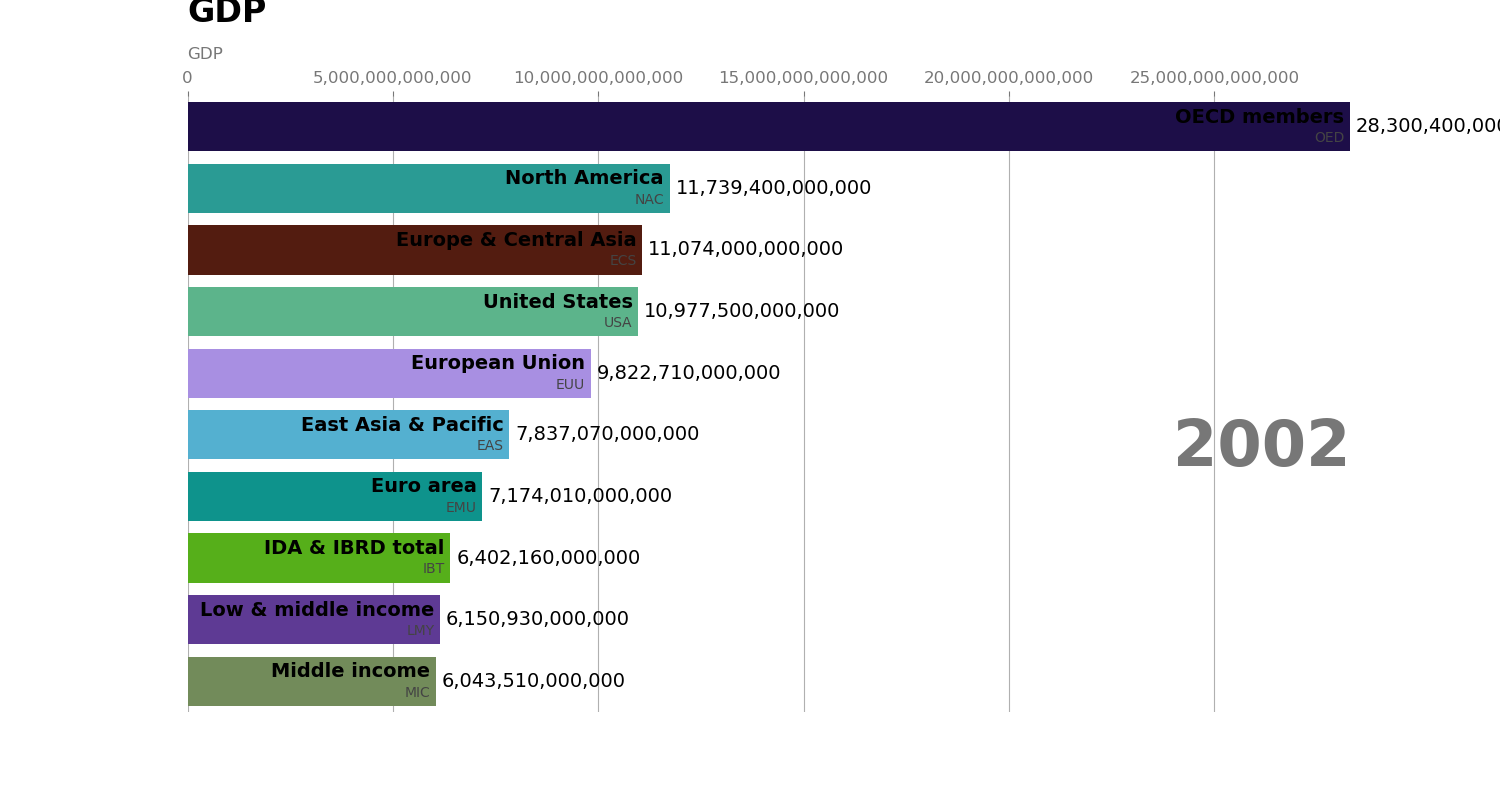 GDP
GDP
0 5,000,000,000,000 10,000,000,000,000 15,000,000,000,000 20,000,000,000,000 25,000,000,000,000
OECD members
OED
28,300,400,000
North America
NAC
11,739,400,000,000
Europe & Central Asia
ECS
11,074,000,000,000
United States
USA
10,977,500,000,000
European Union
EUU
9,822,710,000,000
East Asia & Pacific
EAS
7,837,070,000,000
2002
Euro area
EMU
7,174,010,000,000
IDA & IBRD total
IBT
6,402,160,000,000
Low & middle income
LMY
6,150,930,000,000
Middle income
MIC
6,043,510,000,000